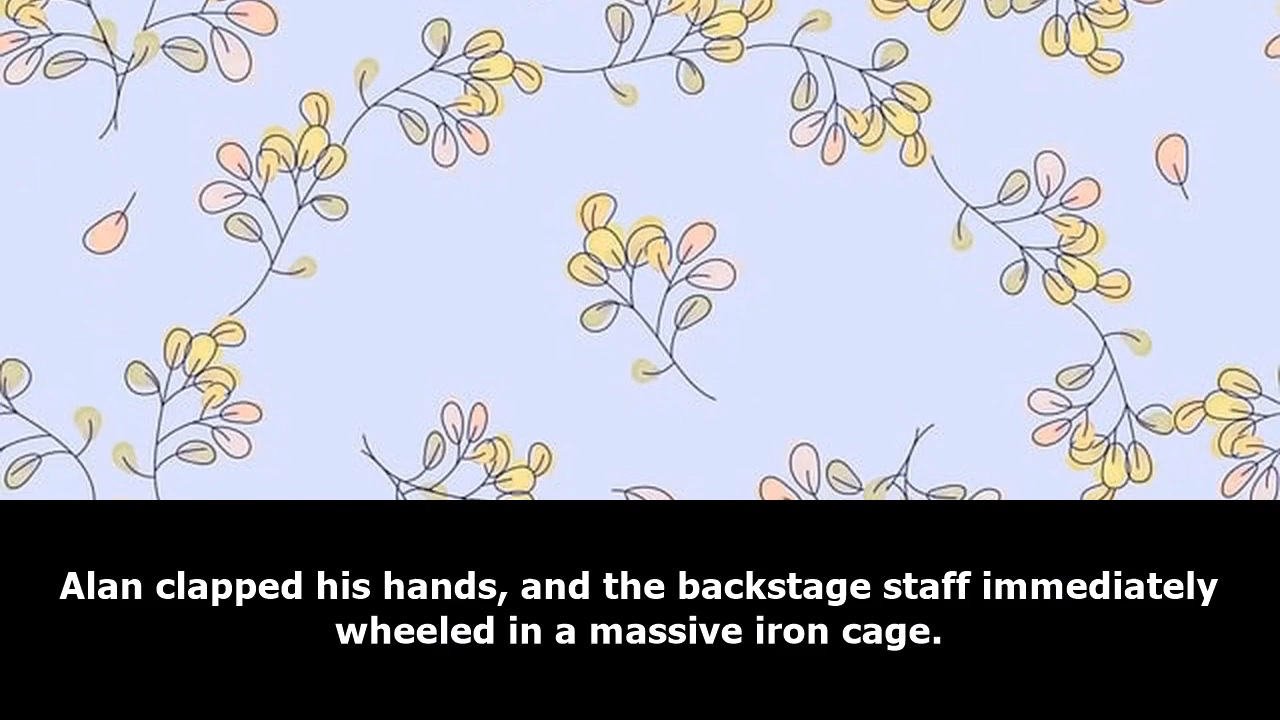 Alan clapped his hands, and the backstage staff immediately
wheeled in a massive iron cage.